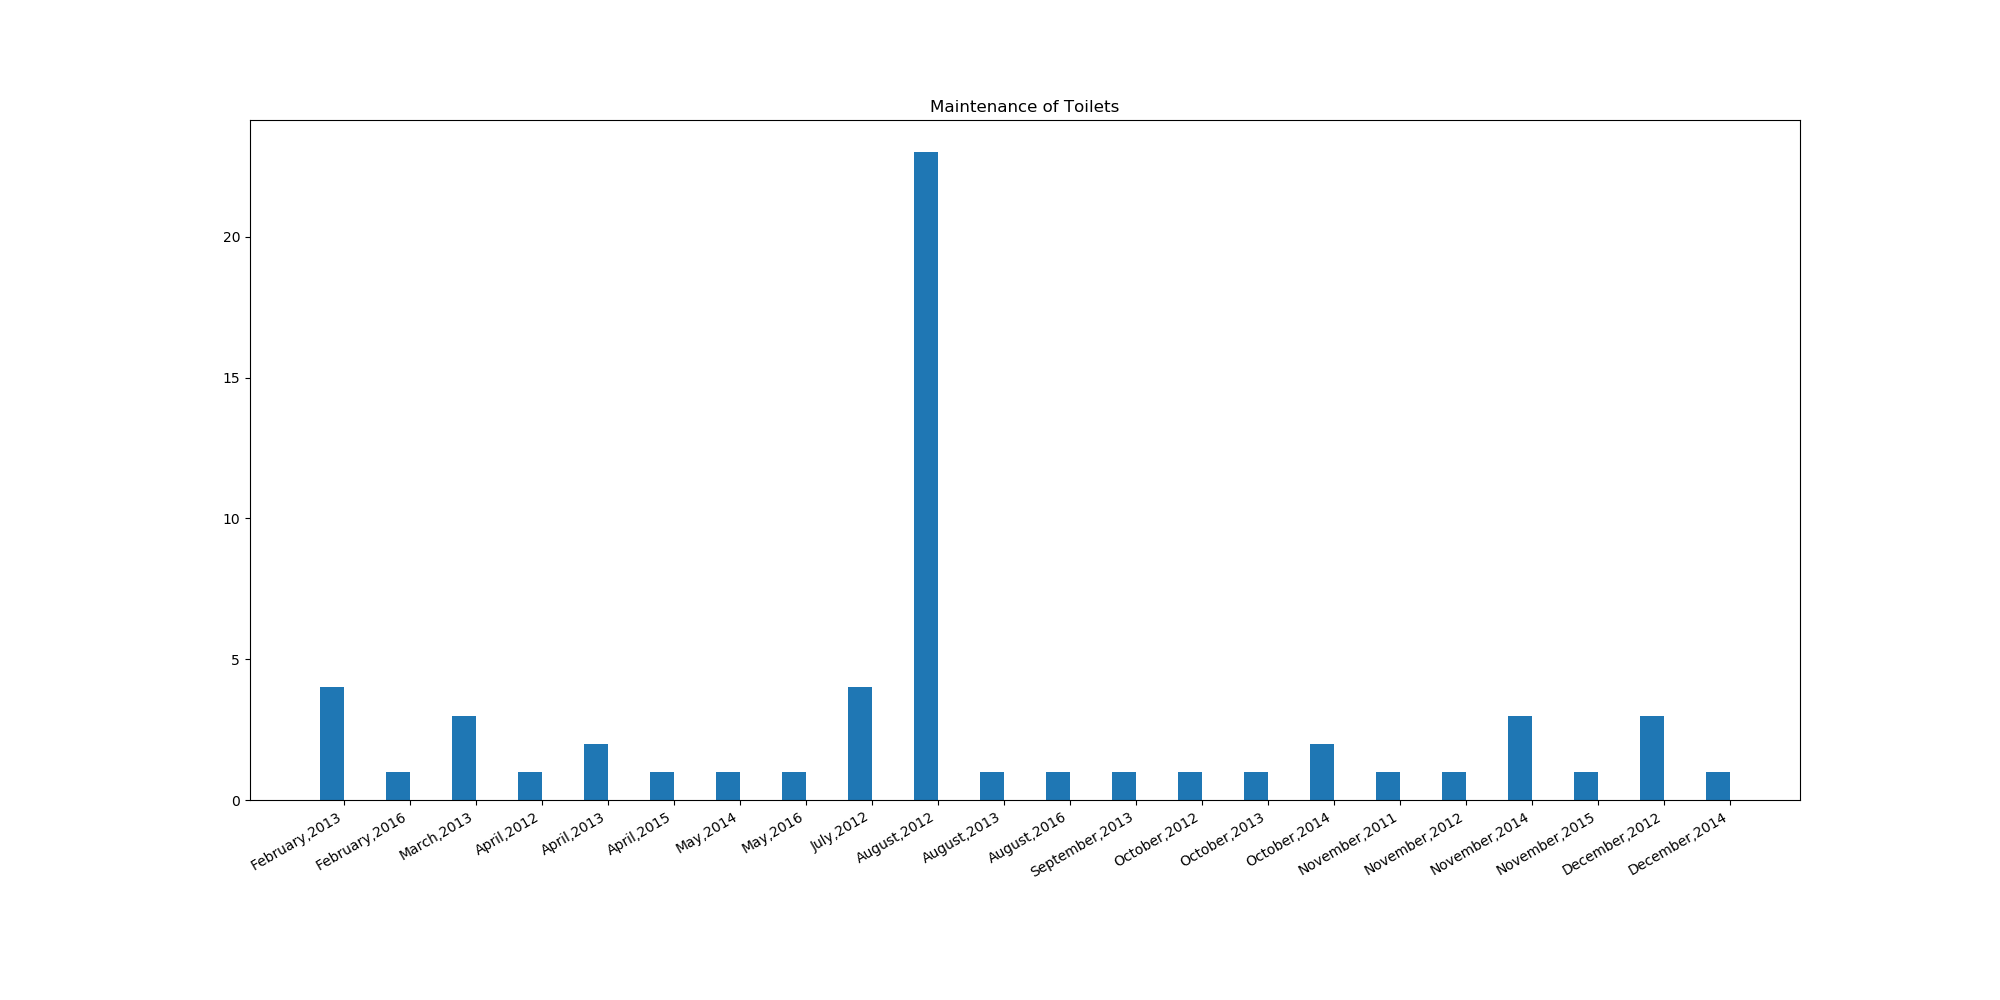 Maintenance of Toilets
20
15
10
5
0
February,2013
February,2016
March,2013
April,2012
April,2013
April,2015
May,2014
May,2016
July,2012
August,2012
August,2013
August,2016
September,2013
October,2012
October,2013
October,2014
November,2011
November,2012
November,2014
November,2015
December,2012
December,2014